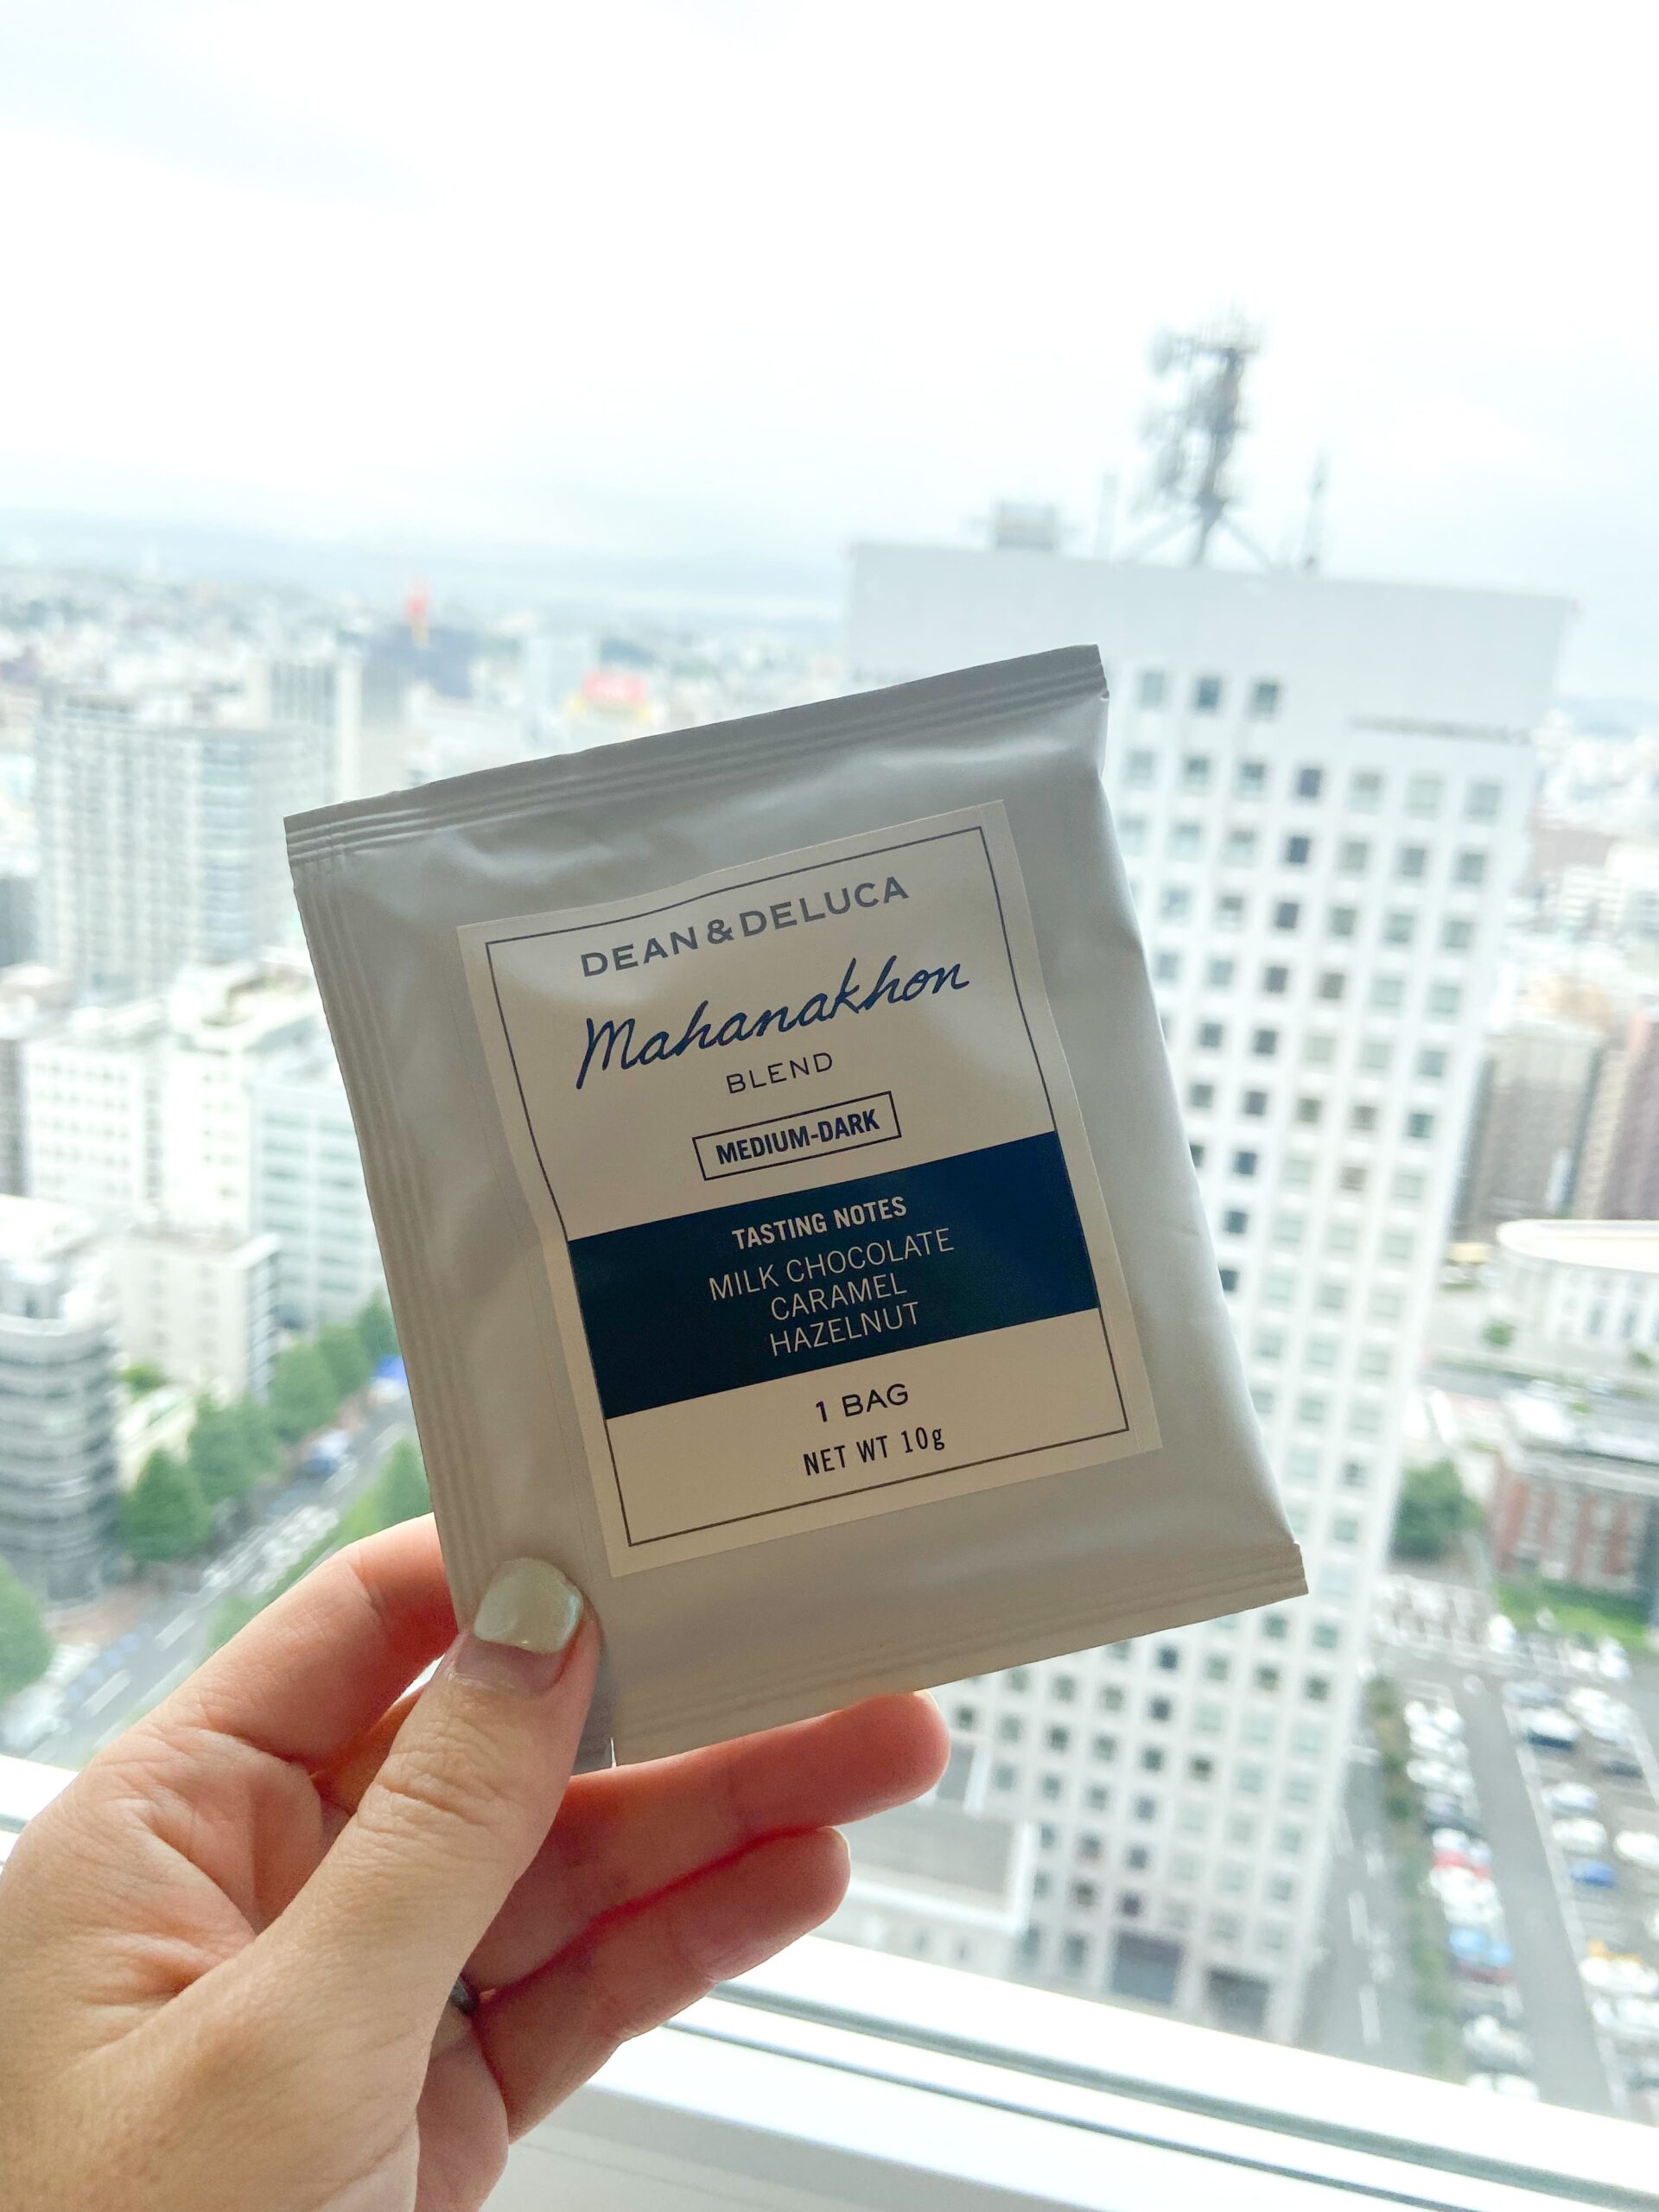 DEAN & DELUCA
Mahanakhon
BLEND
MEDIUM-DARK
TASTING NOTES
MILK CHOCOLATE
CARAMEL
HAZELNUT
1 BAG
NET WT 10g